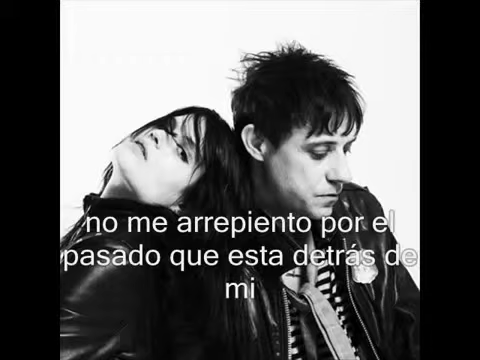 no me arrepiento por el
pasado que esta detrás de
mi